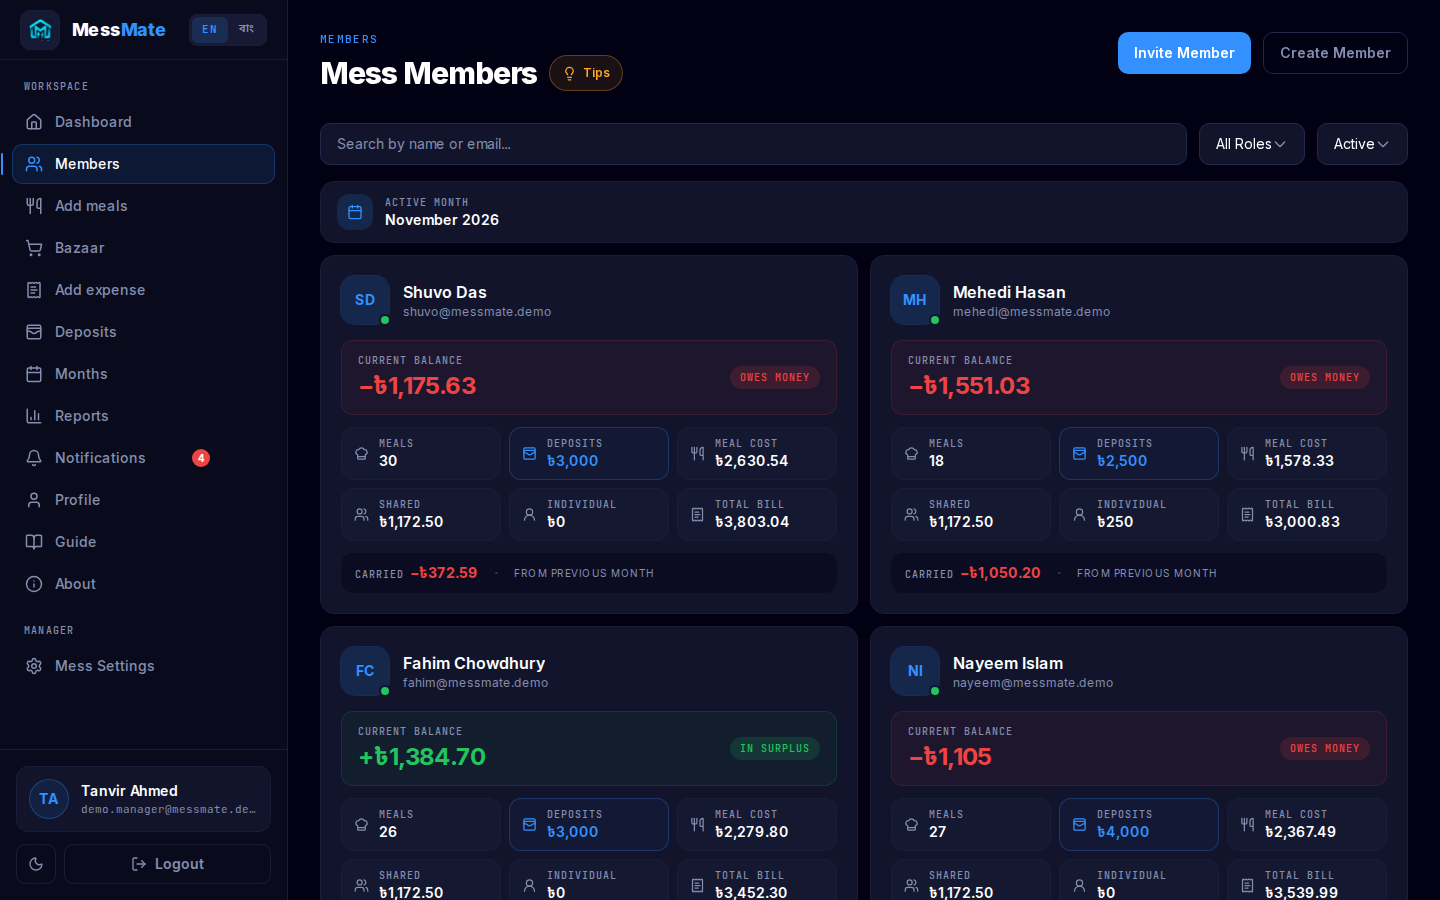 MessMate
EN
বাং
WORKSPACE
Dashboard
Members
Add meals
Bazaar
Add expense
Deposits
Months
Reports
Notifications
4
Profile
Guide
About
MANAGER
Mess Settings
TA
Tanvir Ahmed
demo.manager@messmate.de…
Logout
MEMBERS
Mess Members
Tips
Invite Member
Create Member
Search by name or email...
All Roles
Active
ACTIVE MONTH
November 2026
SD
Shuvo Das
shuvo@messmate.demo
CURRENT BALANCE
−৳1,175.63
OWES MONEY
MEALS
30
DEPOSITS
৳3,000
MEAL COST
৳2,630.54
SHARED
৳1,172.50
INDIVIDUAL
৳0
TOTAL BILL
৳3,803.04
CARRIED −৳372.59 · FROM PREVIOUS MONTH
MH
Mehedi Hasan
mehedi@messmate.demo
CURRENT BALANCE
−৳1,551.03
OWES MONEY
MEALS
18
DEPOSITS
৳2,500
MEAL COST
৳1,578.33
SHARED
৳1,172.50
INDIVIDUAL
৳250
TOTAL BILL
৳3,000.83
CARRIED −৳1,050.20 · FROM PREVIOUS MONTH
FC
Fahim Chowdhury
fahim@messmate.demo
CURRENT BALANCE
+৳1,384.70
IN SURPLUS
MEALS
26
DEPOSITS
৳3,000
MEAL COST
৳2,279.80
SHARED
৳1,172.50
INDIVIDUAL
৳0
TOTAL BILL
৳3,452.30
NI
Nayeem Islam
nayeem@messmate.demo
CURRENT BALANCE
−৳1,105
OWES MONEY
MEALS
27
DEPOSITS
৳4,000
MEAL COST
৳2,367.49
SHARED
৳1,172.50
INDIVIDUAL
৳0
TOTAL BILL
৳3,539.99